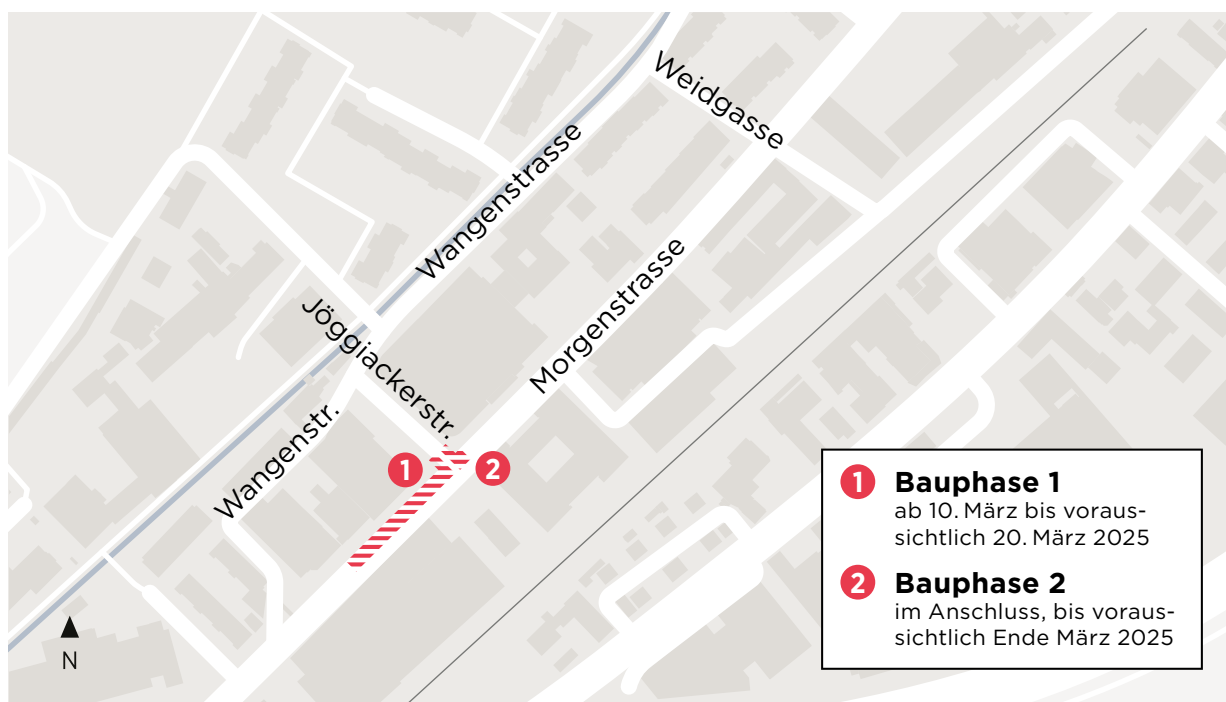 Weidgasse
Wangenstrasse
Morgenstrasse
Jöggiackerstr.
Wangenstr.
1
2
N
1 Bauphase 1
ab 10. März bis voraus-
sichtlich 20. März 2025
2 Bauphase 2
im Anschluss, bis voraus-
sichtlich Ende März 2025